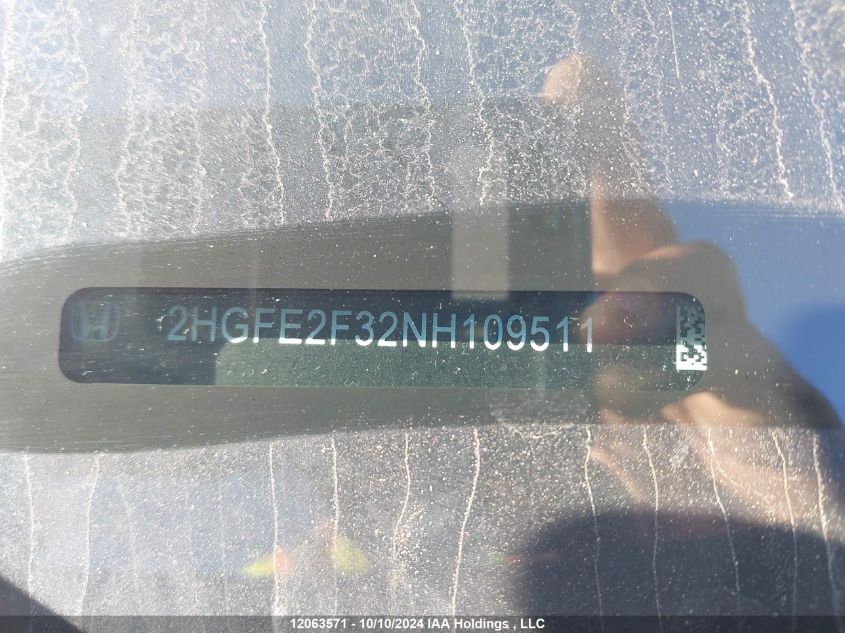 2HGFE2F32NH109511
12063571 - 10/10/2024 IAA Holdings , LLC